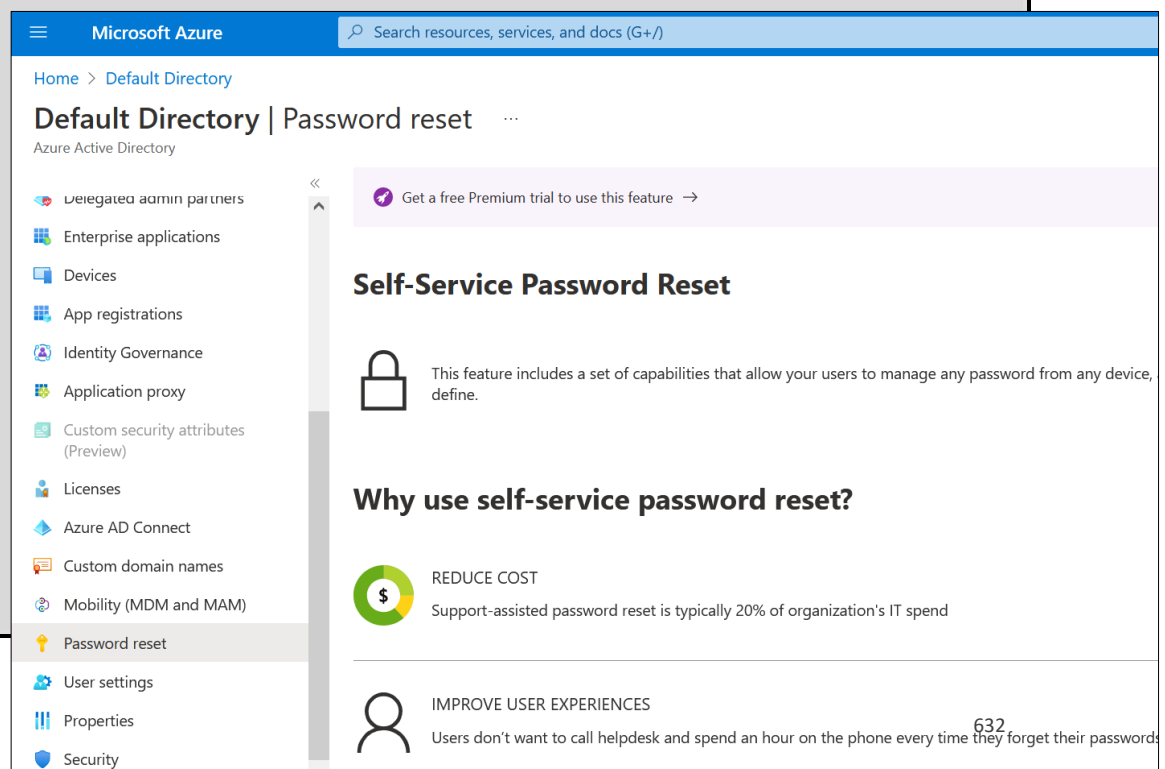 Microsoft Azure
Search resources, services, and docs (G+/)
Home > Default Directory
Default Directory | Password reset ...
Azure Active Directory
«
Delegated admin partners
Enterprise applications
Devices
App registrations
Identity Governance
Application proxy
Custom security attributes
(Preview)
Licenses
Azure AD Connect
Custom domain names
Mobility (MDM and MAM)
Password reset
User settings
Properties
Security
Get a free Premium trial to use this feature →
Self-Service Password Reset
This feature includes a set of capabilities that allow your users to manage any password from any device,
define.
Why use self-service password reset?
$
REDUCE COST
Support-assisted password reset is typically 20% of organization's IT spend
IMPROVE USER EXPERIENCES
Users don't want to call helpdesk and spend an hour on the phone every time they forget their passwords
632